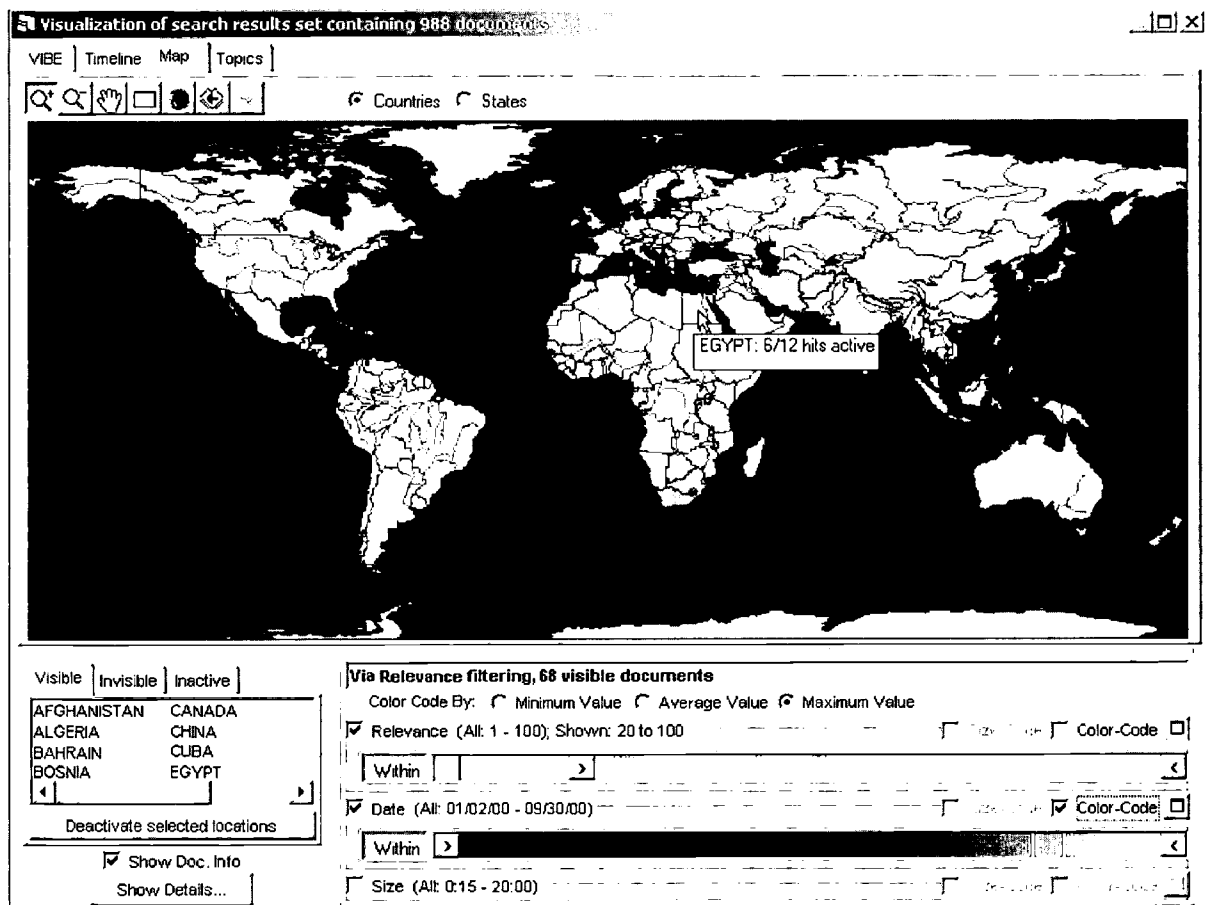 Visualization of search results set containing 988 documents
VIBE Timeline Map Topics
Countries States
EGYPT: 6/12 hits active
Visible Invisible Inactive
AFGHANISTAN CANADA
ALGERIA CHINA
BAHRAIN CUBA
BOSNIA EGYPT
Deactivate selected locations
Show Doc. Info
Show Details...
Via Relevance filtering, 68 visible documents
Color Code By: Minimum Value Average Value Maximum Value
Relevance (All: 1 - 100); Shown: 20 to 100 Color-Code
Within
Date (All: 01/02/00 - 09/30/00) Color-Code
Within
Size (All: 0:15 - 20:00)